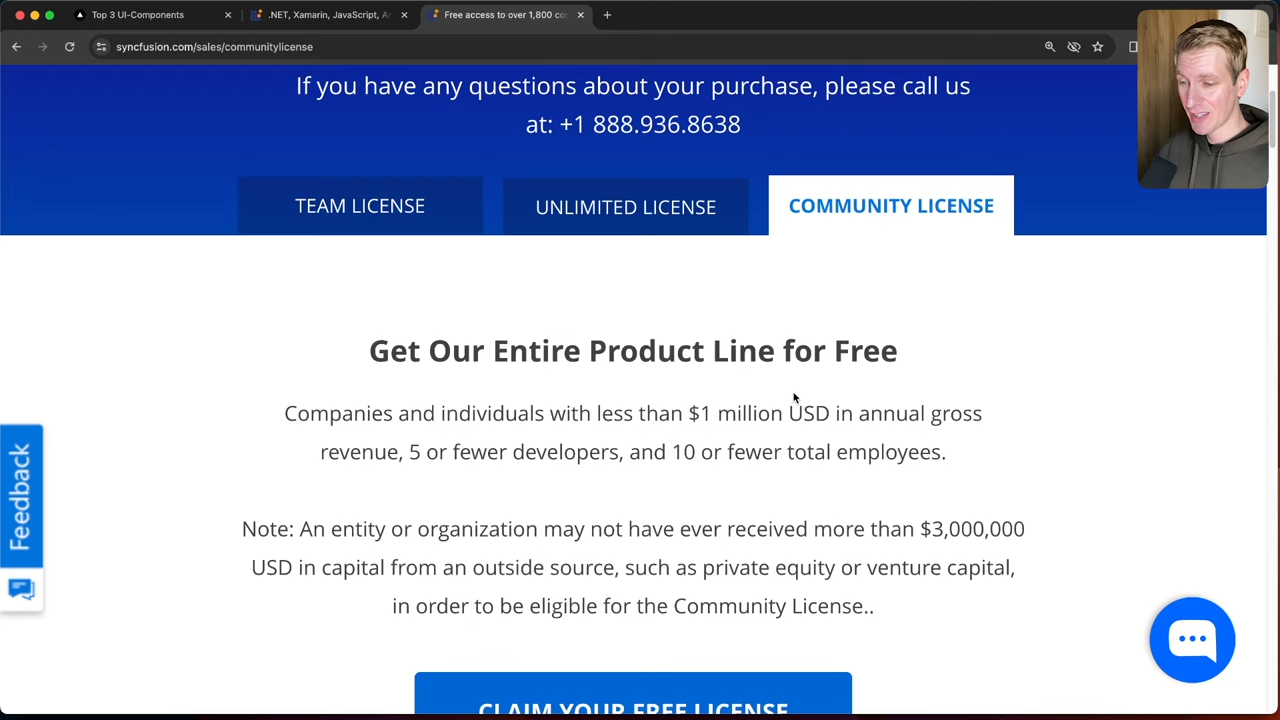 Top 3 UI-Components
.NET, Xamarin, JavaScript, A
Free access to over 1,800 co
syncfusion.com/sales/communitylicense
If you have any questions about your purchase, please call us
at: +1 888.936.8638
TEAM LICENSE
UNLIMITED LICENSE
COMMUNITY LICENSE
Get Our Entire Product Line for Free
Companies and individuals with less than $1 million USD in annual gross
revenue, 5 or fewer developers, and 10 or fewer total employees.
Note: An entity or organization may not have ever received more than $3,000,000
USD in capital from an outside source, such as private equity or venture capital,
in order to be eligible for the Community License..
CLAIM YOUR FREE LICENSE
Feedback